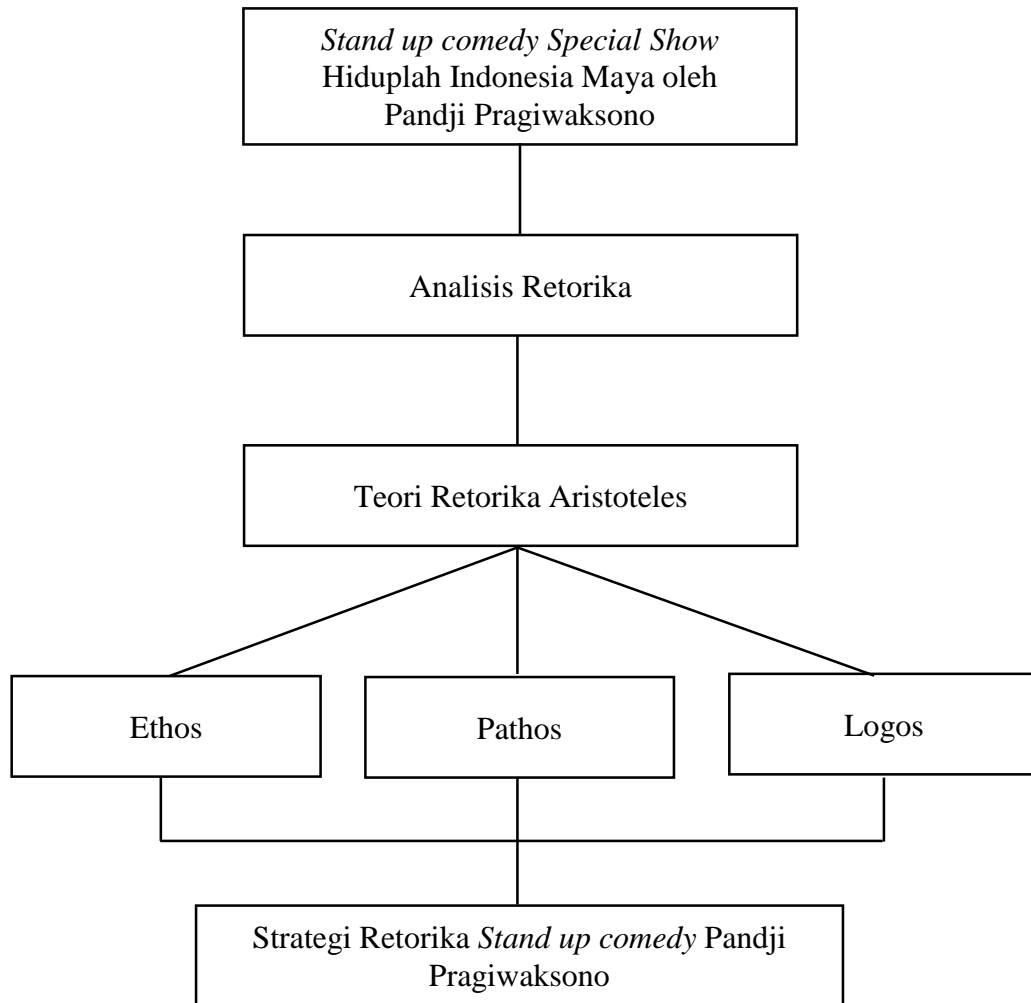 Stand up comedy Special Show
Hiduplah Indonesia Maya oleh
Pandji Pragiwaksono
Analisis Retorika
Teori Retorika Aristoteles
Ethos
Pathos
Logos
Strategi Retorika Stand up comedy Pandji
Pragiwaksono